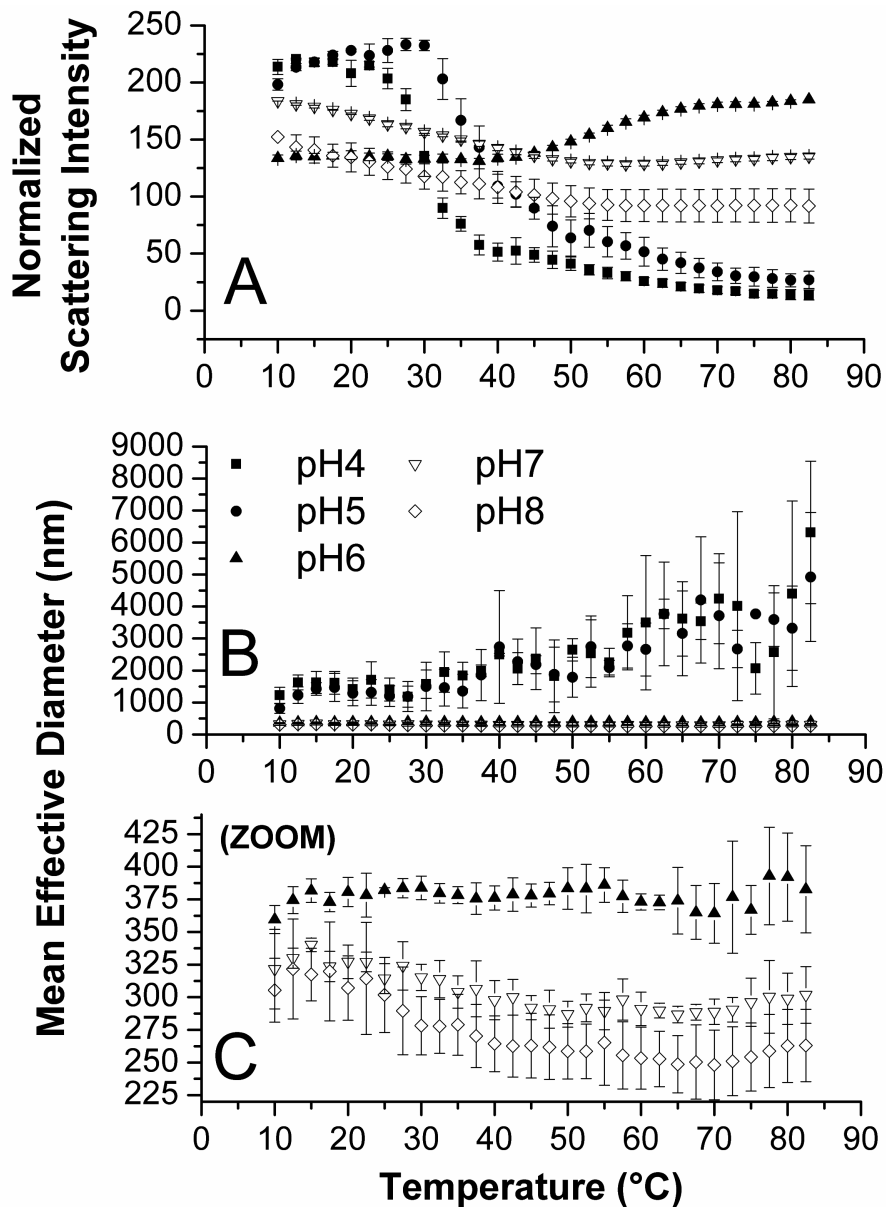 Normalized
Scattering Intensity
250
200
150
100
50
0
A
0 10 20 30 40 50 60 70 80 90
Mean Effective Diameter (nm)
9000
8000
7000
6000
5000
4000
3000
2000
1000
0
pH4 pH7
pH5 pH8
pH6
B
0 10 20 30 40 50 60 70 80 90
(ZOOM)
425
400
375
350
325
300
275
250
225
C
0 10 20 30 40 50 60 70 80 90
Temperature (°C)